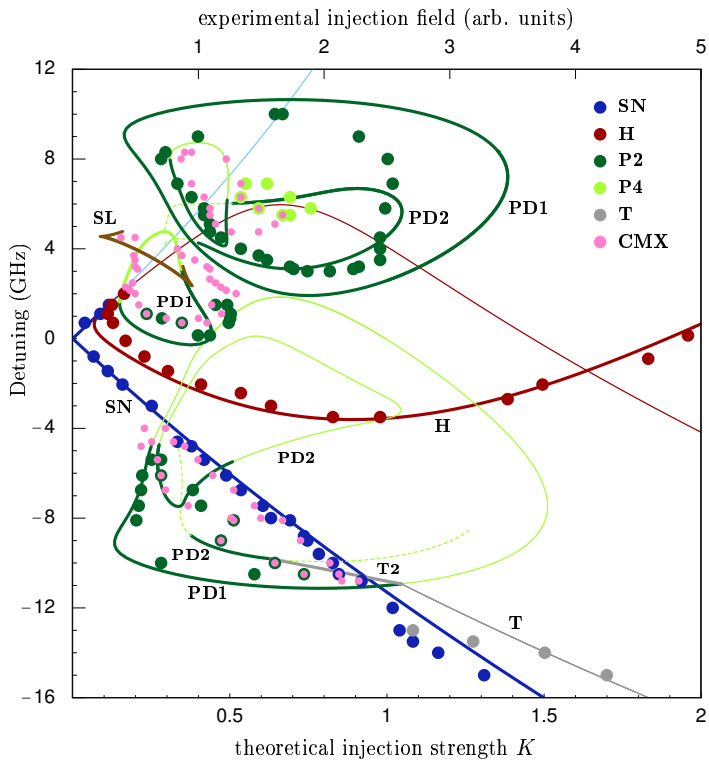 experimental injection field (arb. units)
1 2 3 4 5
12
8
4
0
−4
−8
−12
−16
Detuning (GHz)
SN
H
P2
P4
T
CMX
SL
PD2
PD1
PD1
SN
H
PD2
PD2
T2
PD1
T
0.5 1 1.5 2
theoretical injection strength K